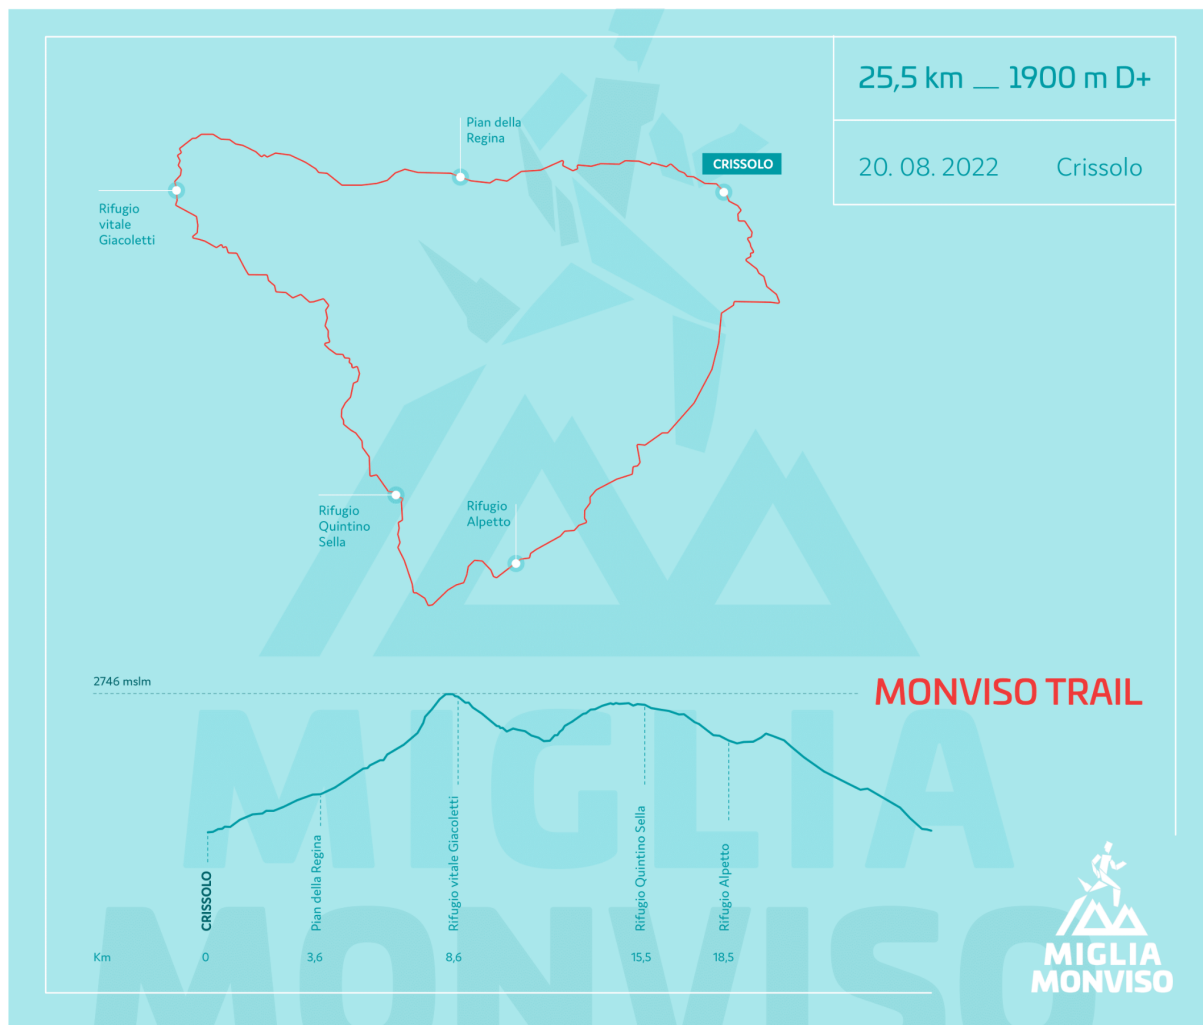 25,5 km __ 1900 m D+
20. 08. 2022 Crissolo
Pian della
Regina
CRISSOLO
Rifugio
vitale
Giacoletti
Rifugio
Quintino
Sella
Rifugio
Alpetto
2746 mslm
MONVISO TRAIL
MIGLIA
MONVISO
CRISSOLO
Pian della Regina
Rifugio vitale Giacoletti
Rifugio Quintino Sella
Rifugio Alpetto
Km 0 3,6 8,6 15,5 18,5
MIGLIA
MONVISO